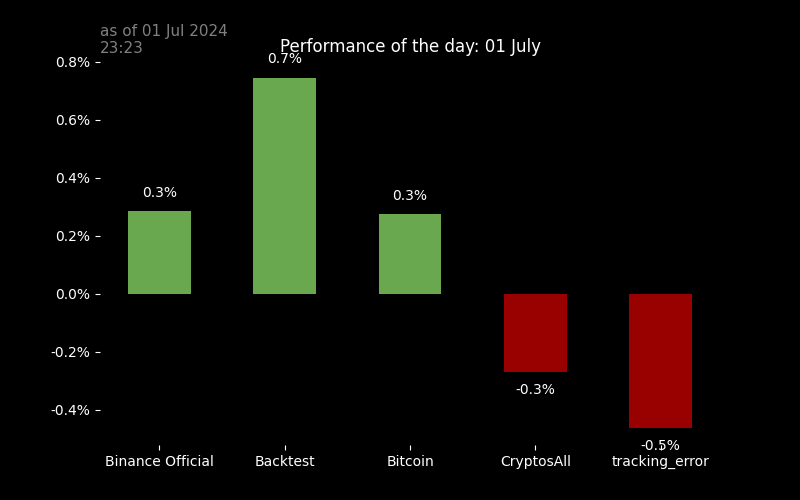 as of 01 Jul 2024
23:23
Performance of the day: 01 July
0.8%
0.6%
0.4%
0.2%
0.0%
-0.2%
-0.4%
0.3%
0.7%
0.3%
-0.3%
-0.5%
Binance Official
Backtest
Bitcoin
CryptosAll
tracking_error